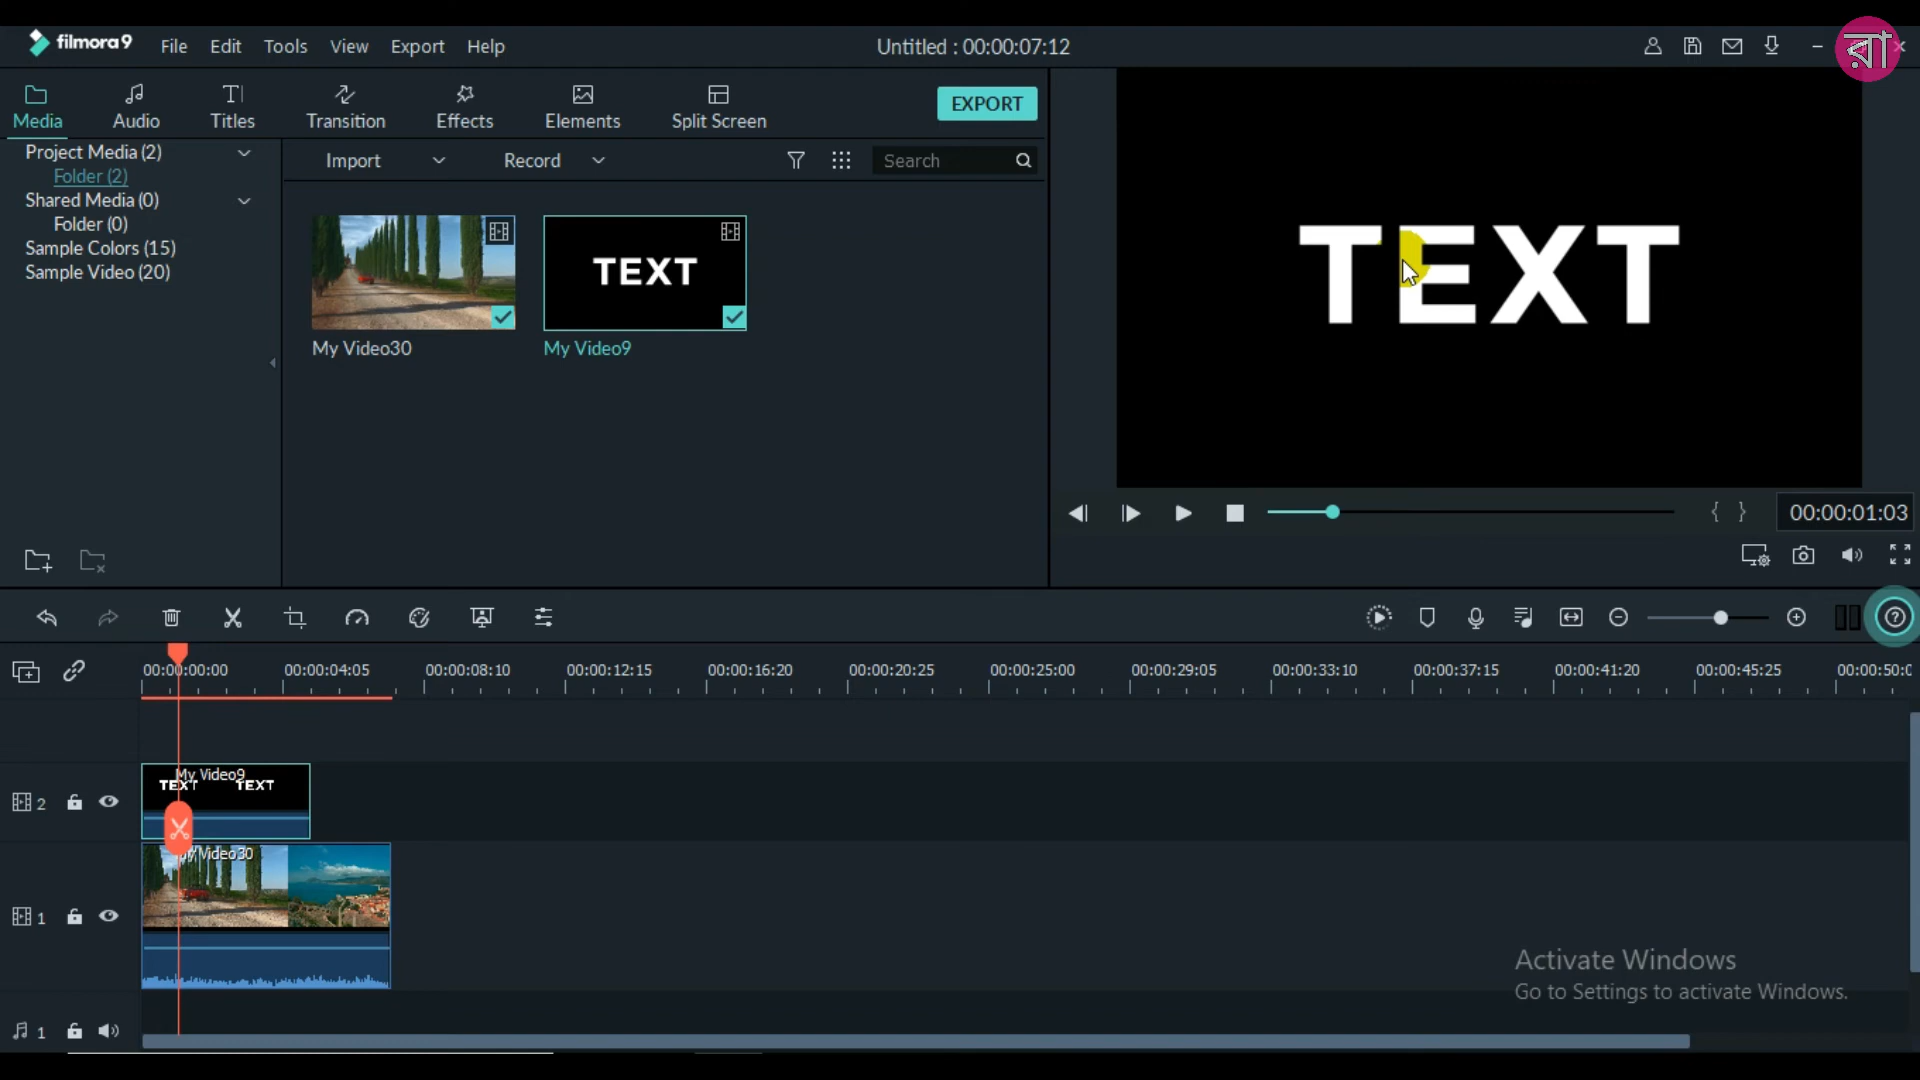 filmora9 File Edit Tools View Export Help Untitled : 00:00:07:12 রা
Media Audio Titles Transition Effects Elements Split Screen EXPORT
Project Media (2) Import Record Search
Folder (2)
Shared Media (0)
Folder (0)
Sample Colors (15)
Sample Video (20)
TEXT
TEXT
My Video30 My Video9
00:00:01:03
00:00:00:00 00:00:04:05 00:00:08:10 00:00:12:15 00:00:16:20 00:00:20:25 00:00:25:00 00:00:29:05 00:00:33:10 00:00:37:15 00:00:41:20 00:00:45:25 00:00:50:0
My Video9
TEXT TEXT
2
My Video30
1
Activate Windows
Go to Settings to activate Windows.
1